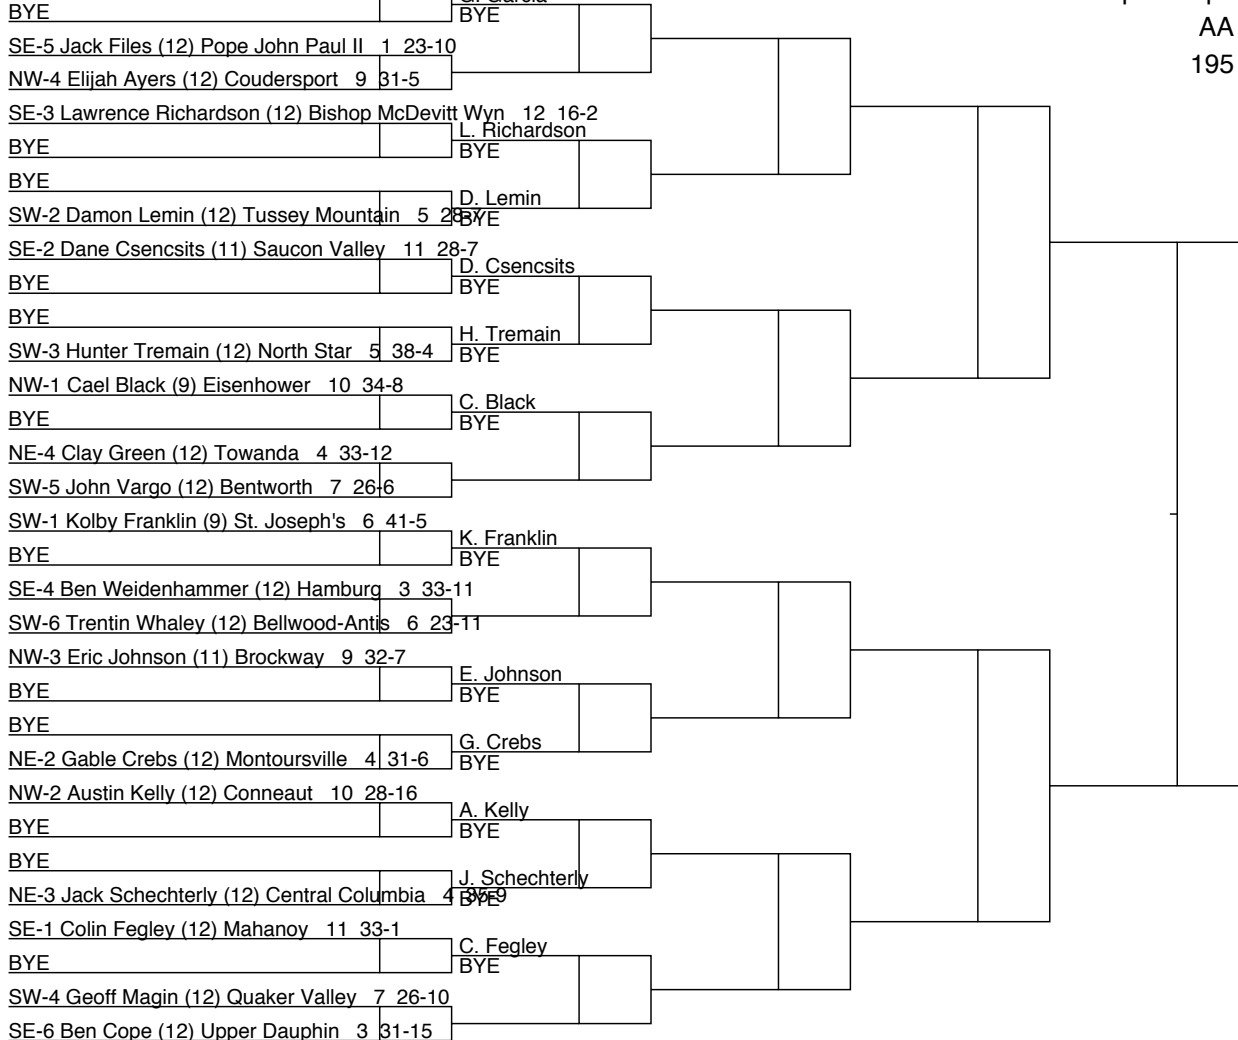 BYE
BYE
AA
195
SE-5 Jack Files (12) Pope John Paul II 1 23-10
NW-4 Elijah Ayers (12) Coudersport 9 31-5
SE-3 Lawrence Richardson (12) Bishop McDevitt Wyn 12 16-2
L. Richardson
BYE
BYE
BYE
D. Lemin
SW-2 Damon Lemin (12) Tussey Mountain 5 28-7
BYE
SE-2 Dane Csencsits (11) Saucon Valley 11 28-7
D. Csencsits
BYE
BYE
BYE
H. Tremain
SW-3 Hunter Tremain (12) North Star 5 38-4
BYE
NW-1 Cael Black (9) Eisenhower 10 34-8
C. Black
BYE
BYE
NE-4 Clay Green (12) Towanda 4 33-12
SW-5 John Vargo (12) Bentworth 7 26-6
SW-1 Kolby Franklin (9) St. Joseph's 6 41-5
K. Franklin
BYE
BYE
SE-4 Ben Weidenhammer (12) Hamburg 3 33-11
SW-6 Trentin Whaley (12) Bellwood-Antis 6 23-11
NW-3 Eric Johnson (11) Brockway 9 32-7
E. Johnson
BYE
BYE
BYE
G. Crebs
NE-2 Gable Crebs (12) Montoursville 4 31-6
BYE
NW-2 Austin Kelly (12) Conneaut 10 28-16
A. Kelly
BYE
BYE
BYE
J. Schechterly
NE-3 Jack Schechterly (12) Central Columbia 4 35-9
BYE
SE-1 Colin Fegley (12) Mahanoy 11 33-1
C. Fegley
BYE
BYE
SW-4 Geoff Magin (12) Quaker Valley 7 26-10
SE-6 Ben Cope (12) Upper Dauphin 3 31-15